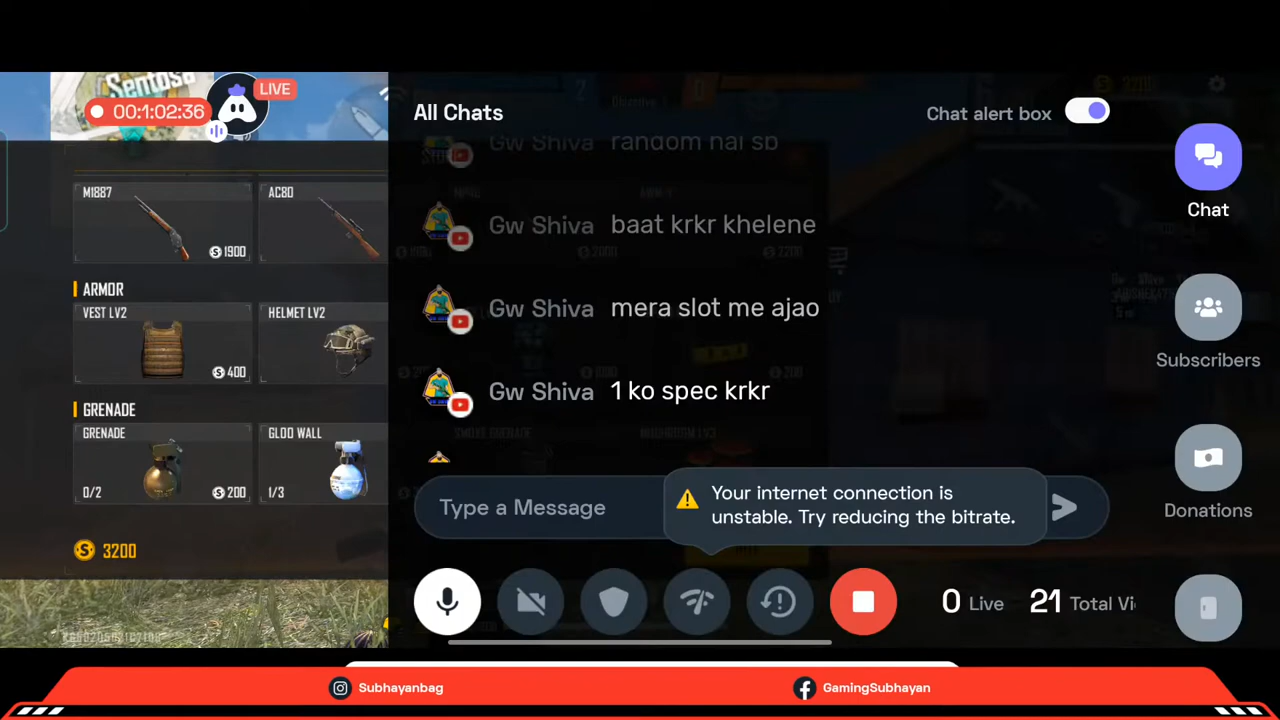 Sentosa
LIVE
00:1:02:36
All Chats
Chat alert box
Gw Shiva random nai sb
M1887
AC80
1900
Gw Shiva baat krkr khelene
Chat
ARMOR
VEST LV2
HELMET LV2
400
Gw Shiva mera slot me ajao
Subscribers
Gw Shiva 1 ko spec krkr
GRENADE
GRENADE
GLOO WALL
0/2
200
1/3
Type a Message
Your internet connection is
unstable. Try reducing the bitrate.
Donations
3200
0 Live
21 Total Vi
Subhayanbag
GamingSubhayan